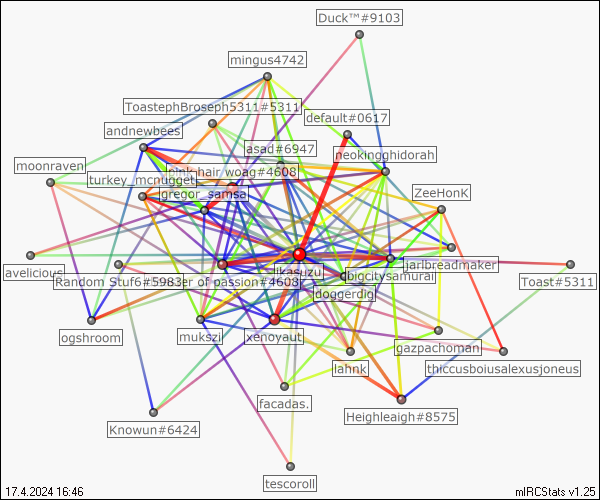 Duck™#9103
mingus4742
ToastephBroseph5311#5311
default#0617
andnewbees
asad#6947
neokingghidorah
moonraven
pink hair woag#4608
turkey_mcnugget
gregor_samsa
ZeeHonK
avelicious
likasuzu
jarlbreadmaker
bigcitysamurai
Random Stuf6#5983
er of passion#4608
Toast#5311
doggerdig
ogshroom
mukszil
xenoyaut
gazpachoman
lahnk
thiccusboiusalexusjoneus
facadas.
Heighleaigh#8575
Knowun#6424
tescoroll
17.4.2024 16:46
mIRCStats v1.25